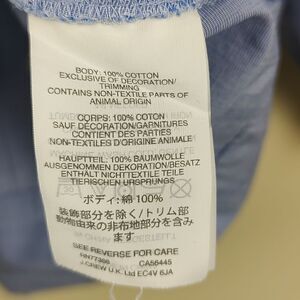 BODY: 100% COTTON
EXCLUSIVE OF DECORATION/
TRIMMING
CONTAINS NON-TEXTILE PARTS OF
ANIMAL ORIGIN
CORPS: 100% COTON
SAUF DÉCORATION/GARNITURES
CONTIENT DES PARTIES
NON-TEXTILES D'ORIGINE ANIMALE
HAUPTTEIL: 100% BAUMWOLLE
AUSGENOMMEN DEKORATION/BESATZ
ENTHÄLT NICHTTEXTILE TEILE
TIERISCHEN URSPRUNGS
ボディ: 綿 100%
装飾部分を除く/トリム部
動物由来の非布地部分を含み
ます
SEE REVERSE FOR CARE
RN77388 CA56445
J.CREW U.K. Ltd EC4V 6JA